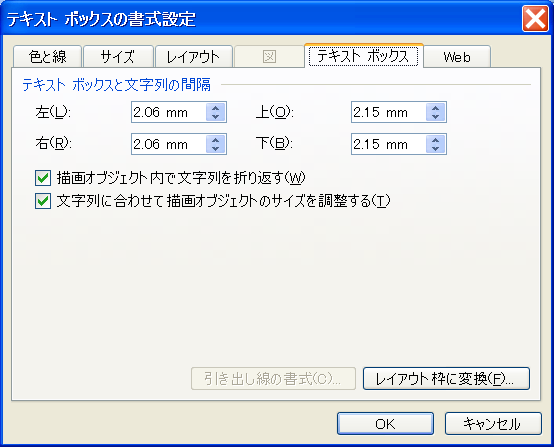 テキスト ボックスの書式設定
色と線 サイズ レイアウト 図 テキスト ボックス Web
テキスト ボックスと文字列の間隔
左(L): 2.06 mm 上(O): 2.15 mm
右(R): 2.06 mm 下(B): 2.15 mm
描画オブジェクト内で文字列を折り返す(W)
文字列に合わせて描画オブジェクトのサイズを調整する(T)
引き出し線の書式(C)... レイアウト枠に変換(F)...
OK キャンセル